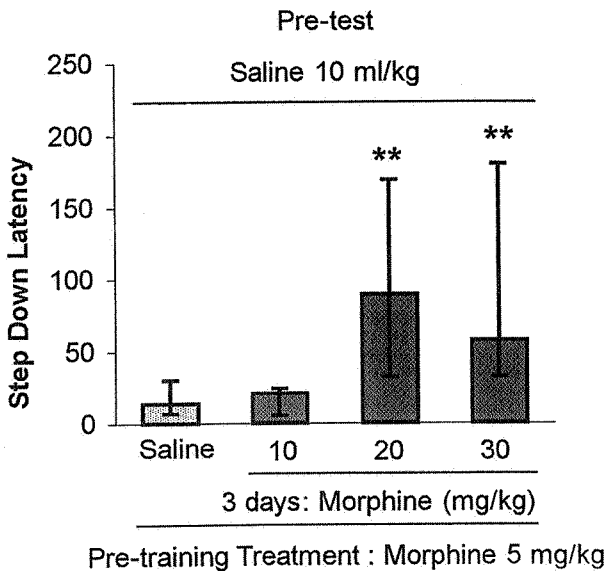 Pre-test
250
Saline 10 ml/kg
200
**
**
150
100
50
0
Step Down Latency
Saline
10
20
30
3 days: Morphine (mg/kg)
Pre-training Treatment : Morphine 5 mg/kg